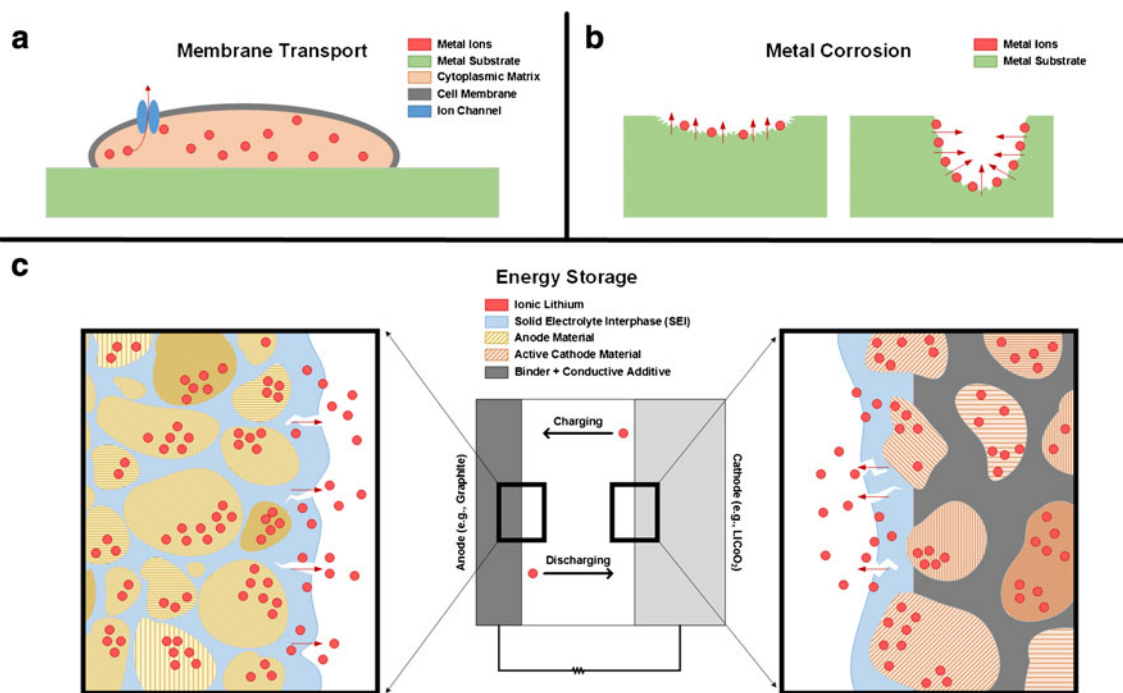 a
Membrane Transport
Metal Ions
Metal Substrate
Cytoplasmic Matrix
Cell Membrane
Ion Channel
b
Metal Corrosion
Metal Ions
Metal Substrate
c
Energy Storage
Ionic Lithium
Solid Electrolyte Interphase (SEI)
Anode Material
Active Cathode Material
Binder + Conductive Additive
Charging
Anode (e.g., Graphite)
Cathode (e.g., LiCoO₂)
Discharging